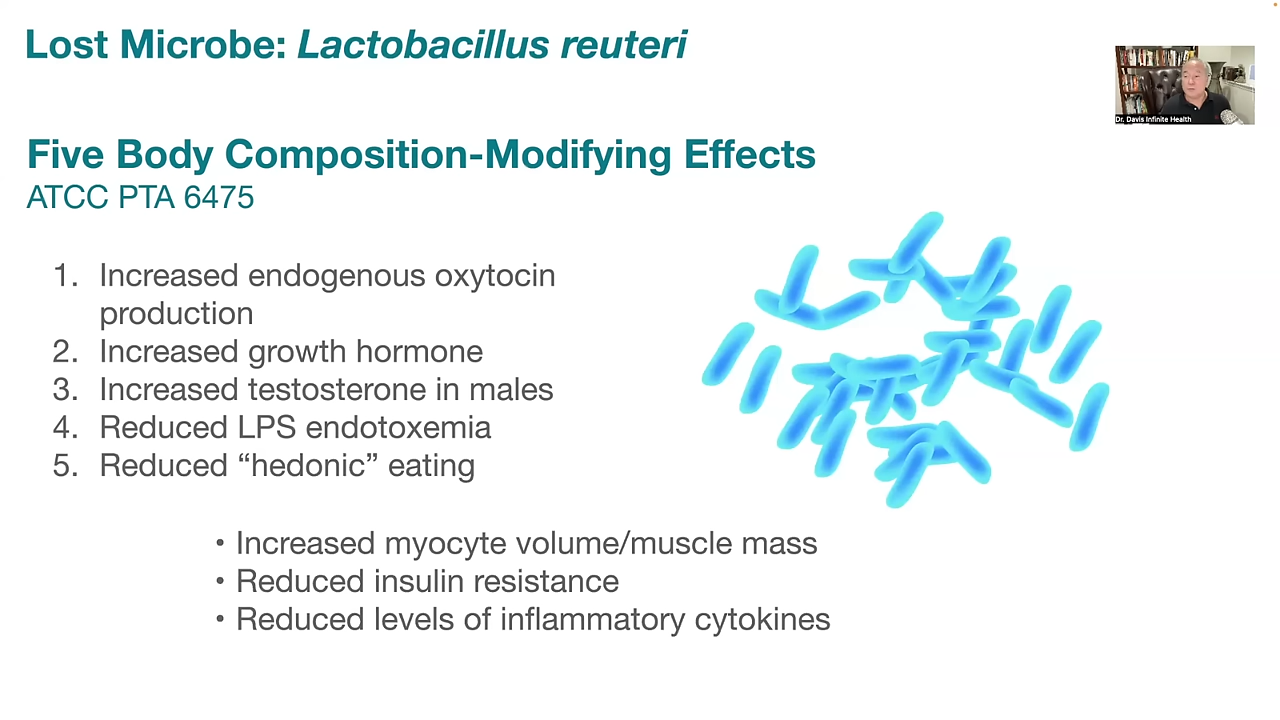 Lost Microbe: Lactobacillus reuteri
Dr. Davis Infinite Health
Five Body Composition-Modifying Effects
ATCC PTA 6475
1. Increased endogenous oxytocin
production
2. Increased growth hormone
3. Increased testosterone in males
4. Reduced LPS endotoxemia
5. Reduced “hedonic” eating
• Increased myocyte volume/muscle mass
• Reduced insulin resistance
• Reduced levels of inflammatory cytokines